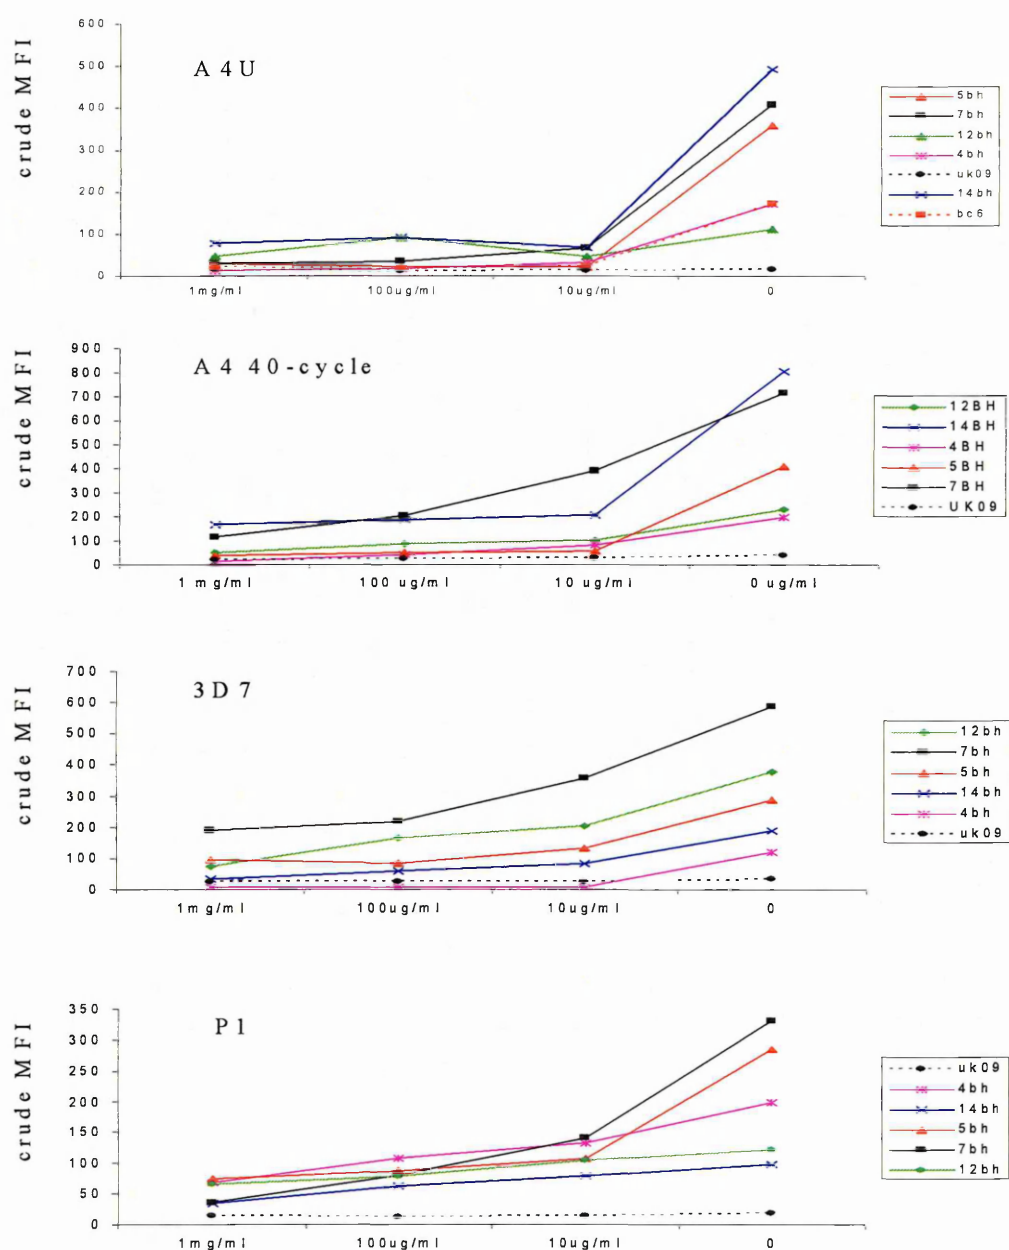 crude MFI
A 4U
600
500
400
300
200
100
0
1mg/ml 100ug/ml 10ug/ml 0
5bh
7bh
12bh
4bh
uk09
14bh
bc6
crude MFI
A4 40-cycle
900
800
700
600
500
400
300
200
100
0
1 mg/ml 100 ug/ml 10 ug/ml 0 ug/ml
12BH
14BH
4BH
5BH
7BH
UK09
crude MFI
3D7
700
600
500
400
300
200
100
0
1mg/ml 100ug/ml 10ug/ml 0
12bh
7bh
5bh
14bh
4bh
uk09
crude MFI
P1
350
300
250
200
150
100
50
0
1mg/ml 100ug/ml 10ug/ml 0
uk09
4bh
14bh
5bh
7bh
12bh